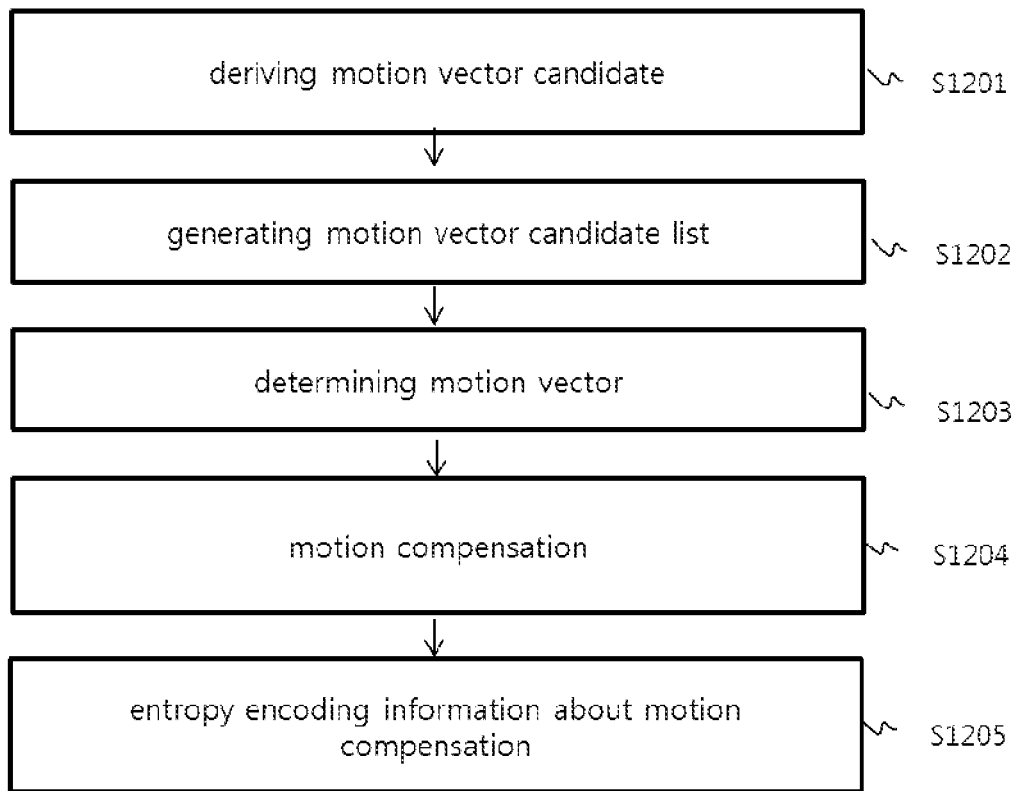 deriving motion vector candidate
S1201
generating motion vector candidate list
S1202
determining motion vector
S1203
motion compensation
S1204
entropy encoding information about motion
compensation
S1205